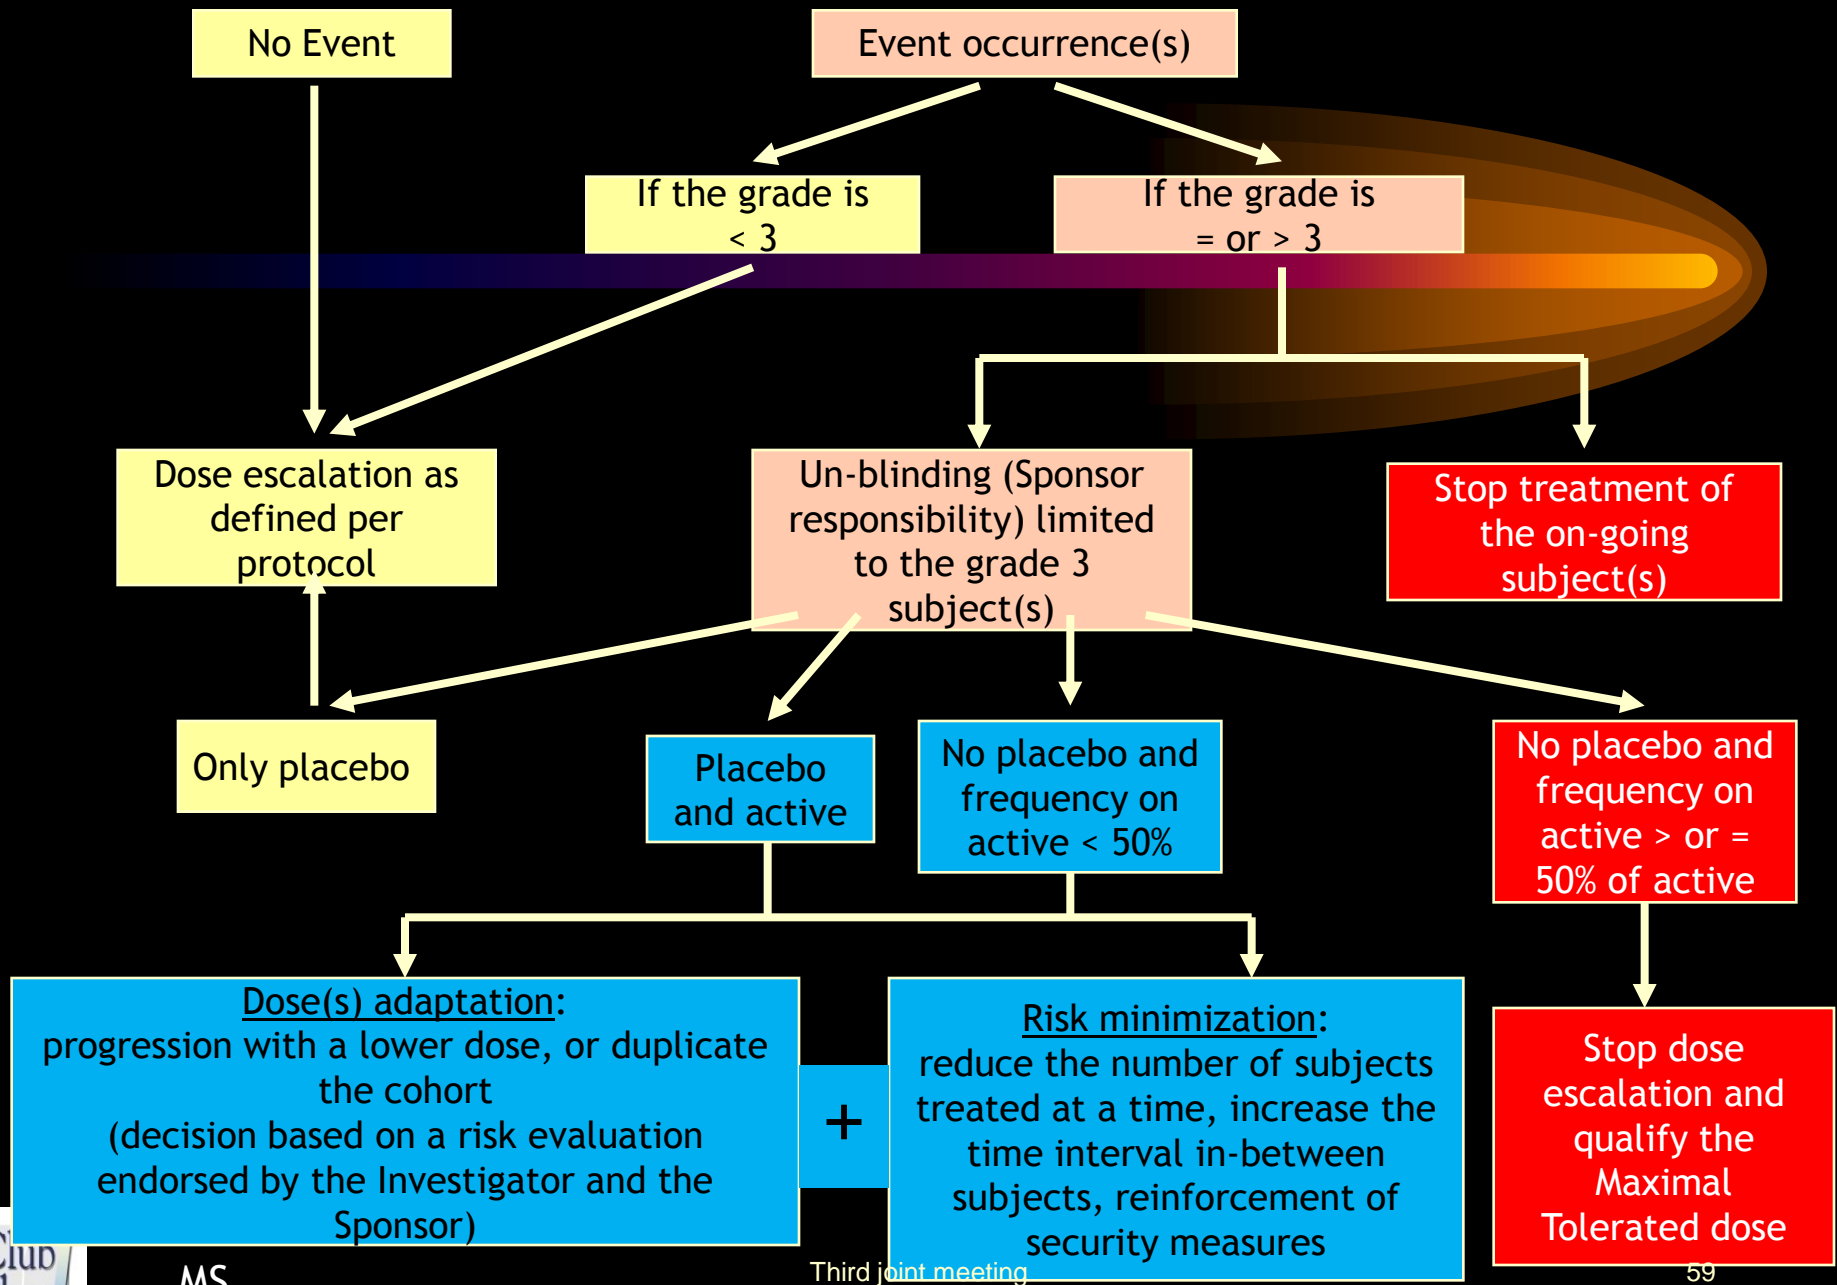 No Event
Event occurrence(s)
If the grade is
< 3
If the grade is
= or > 3
Dose escalation as
defined per
protocol
Un-blinding (Sponsor
responsibility) limited
to the grade 3
subject(s)
Stop treatment of
the on-going
subject(s)
Only placebo
Placebo
and active
No placebo and
frequency on
active < 50%
No placebo and
frequency on
active > or =
50% of active
Dose(s) adaptation:
progression with a lower dose, or duplicate
the cohort
(decision based on a risk evaluation
endorsed by the Investigator and the
Sponsor)
+
Risk minimization:
reduce the number of subjects
treated at a time, increase the
time interval in-between
subjects, reinforcement of
security measures
Stop dose
escalation and
qualify the
Maximal
Tolerated dose
Club
MS
Third joint meeting
59